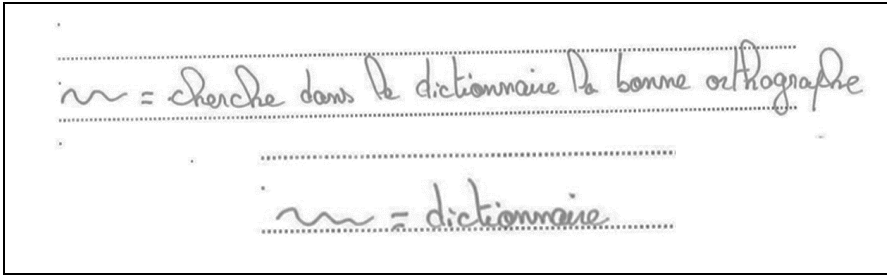 ~~ = cherche dans le dictionnaire la bonne orthographe
~~ = dictionnaire